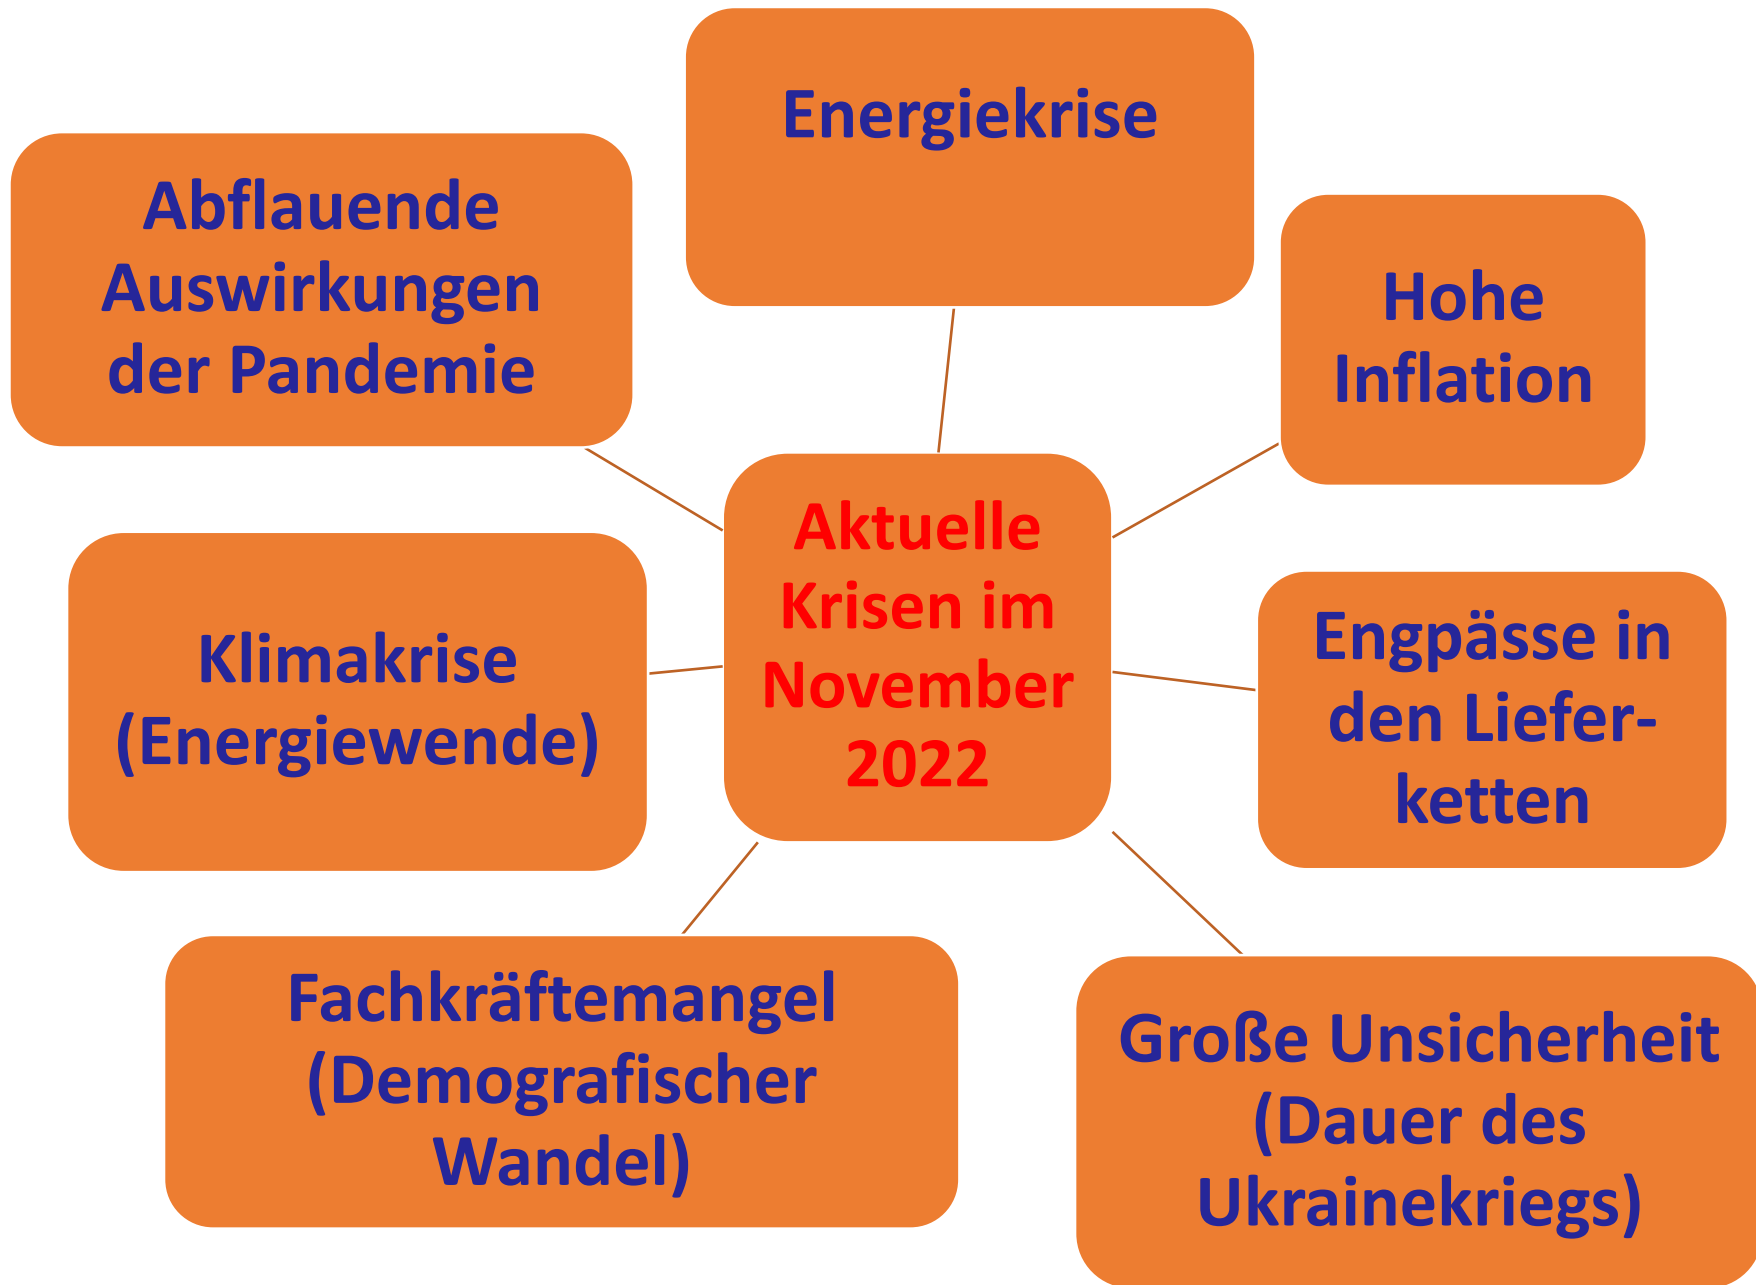 Energiekrise
Abflauende
Auswirkungen
der Pandemie
Hohe
Inflation
Aktuelle
Krisen im
November
2022
Klimakrise
(Energiewende)
Engpässe in
den Liefer-
ketten
Fachkräftemangel
(Demografischer
Wandel)
Große Unsicherheit
(Dauer des
Ukrainekriegs)